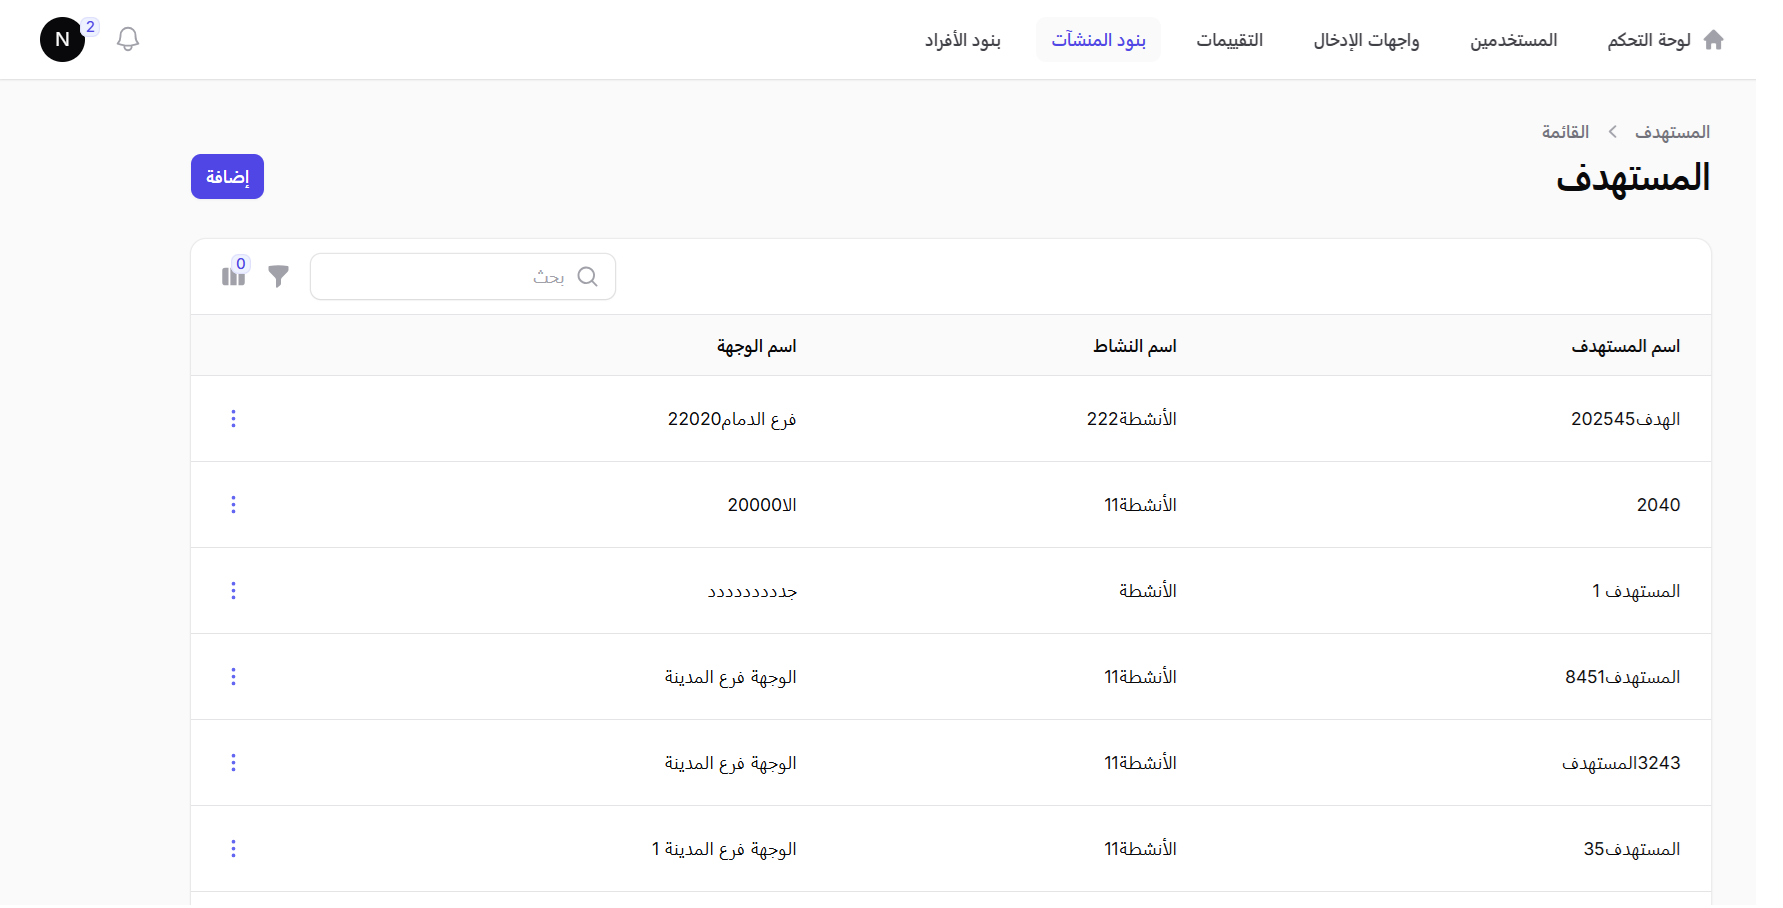 لوحة التحكم
المستخدمين
واجهات الإدخال
التقييمات
بنود المنشآت
بنود الأفراد
2
N
المستهدف
القائمة
المستهدف
إضافة
بحث
0
اسم المستهدف اسم النشاط اسم الوجهة
الهدف202545 الأنشطة222 فرع الدمام22020
2040 الأنشطة11 الا20000
المستهدف 1 الأنشطة جددددددددد
المستهدف8451 الأنشطة11 الوجهة فرع المدينة
3243المستهدف الأنشطة11 الوجهة فرع المدينة
المستهدف35 الأنشطة11 الوجهة فرع المدينة 1